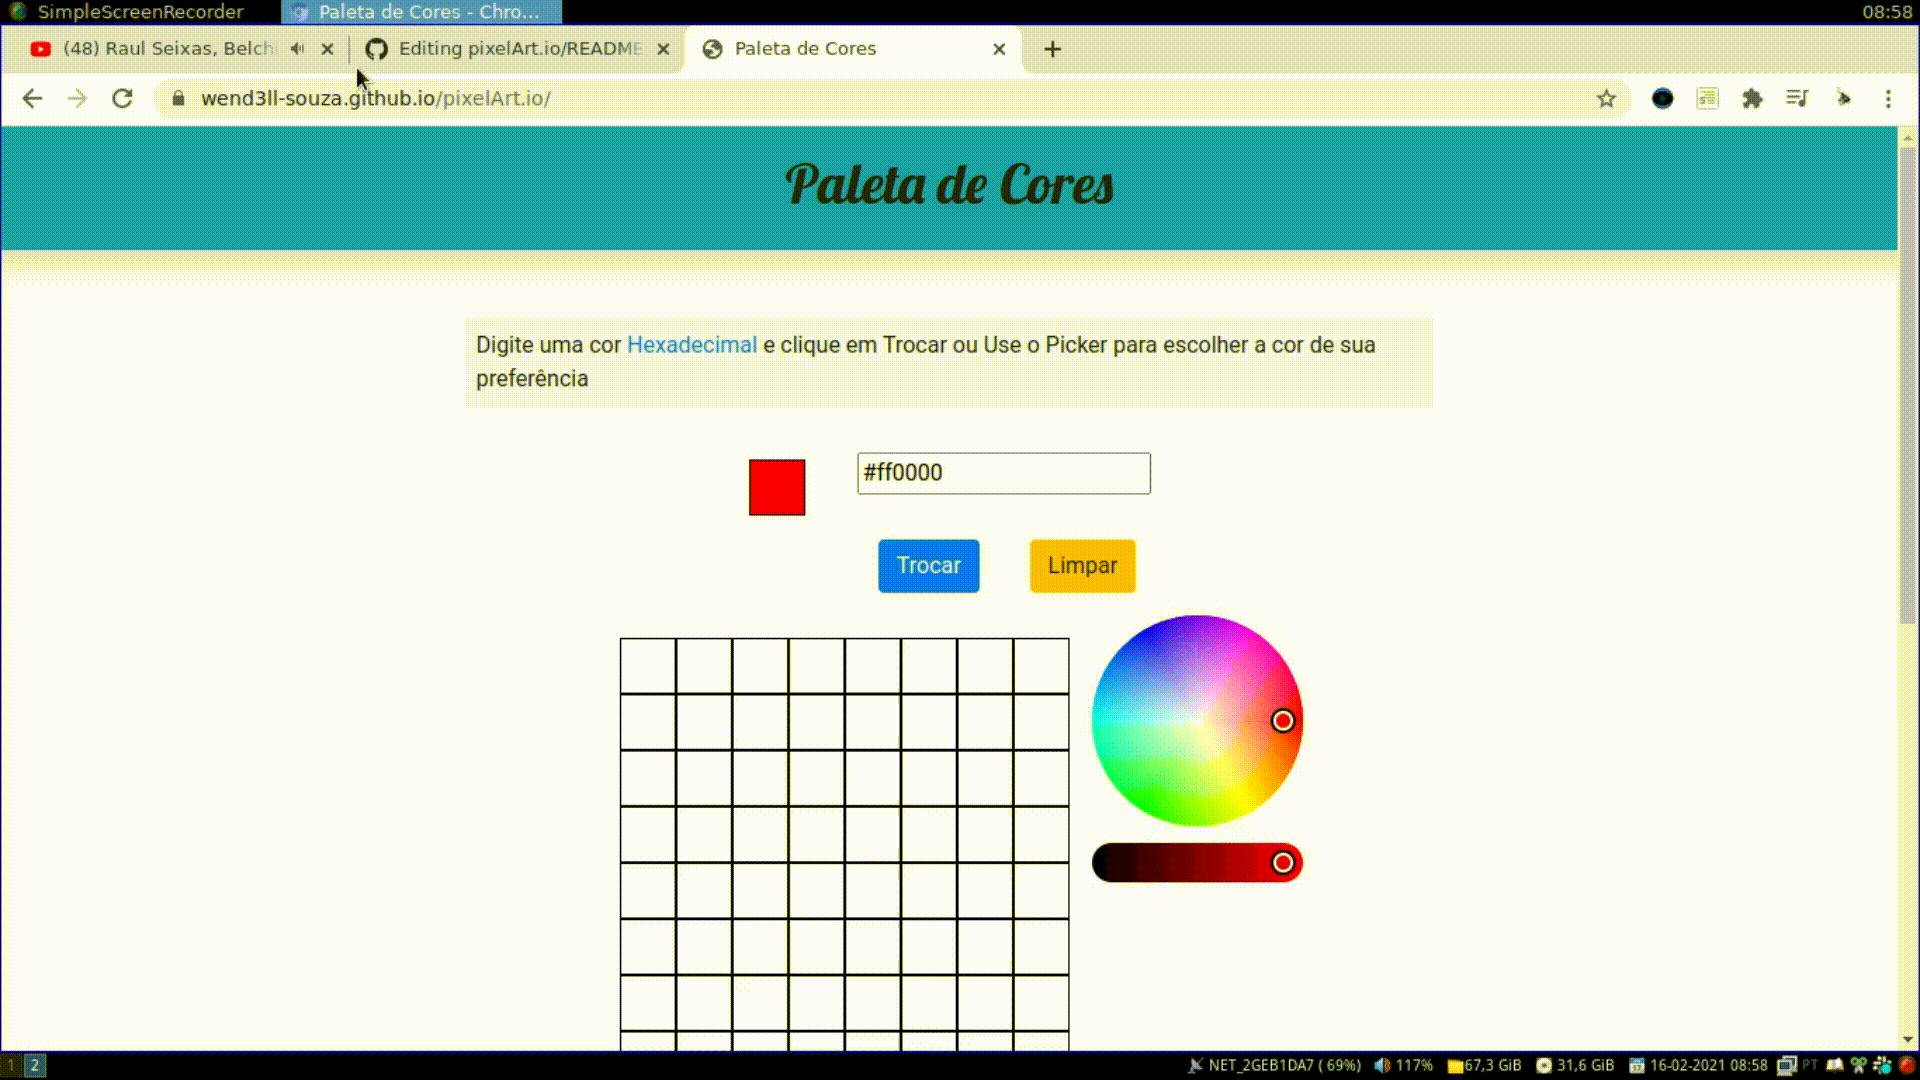 SimpleScreenRecorder
Paleta de Cores - Chro...
08:58
(48) Raul Seixas, Belch
Editing pixelArt.io/README
Paleta de Cores
wend3ll-souza.github.io/pixelArt.io/
Paleta de Cores
Digite uma cor Hexadecimal e clique em Trocar ou Use o Picker para escolher a cor de sua
preferência
#ff0000
Trocar
Limpar
1
2
NET_2GEB1DA7 ( 69%)
117%
67,3 GiB
31,6 GiB
16-02-2021 08:58
PT